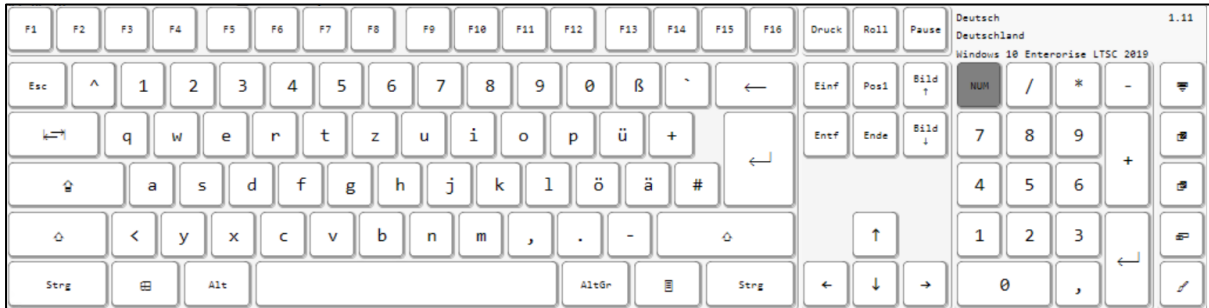 F1 F2 F3 F4 F5 F6 F7 F8 F9 F10 F11 F12 F13 F14 F15 F16 Druck Roll Pause
Deutsch 1.11
Deutschland
Windows 10 Enterprise LTSC 2019
Esc ^ 1 2 3 4 5 6 7 8 9 0 ß ` ← Einf Pos1 Bild ↑ NUM / * -
q w e r t z u i o p ü + Entf Ende Bild ↓ 7 8 9 +
a s d f g h j k l ö ä # 4 5 6
< y x c v b n m , . - ↑ 1 2 3
Strg Alt AltGr Strg ← ↓ → 0 ,